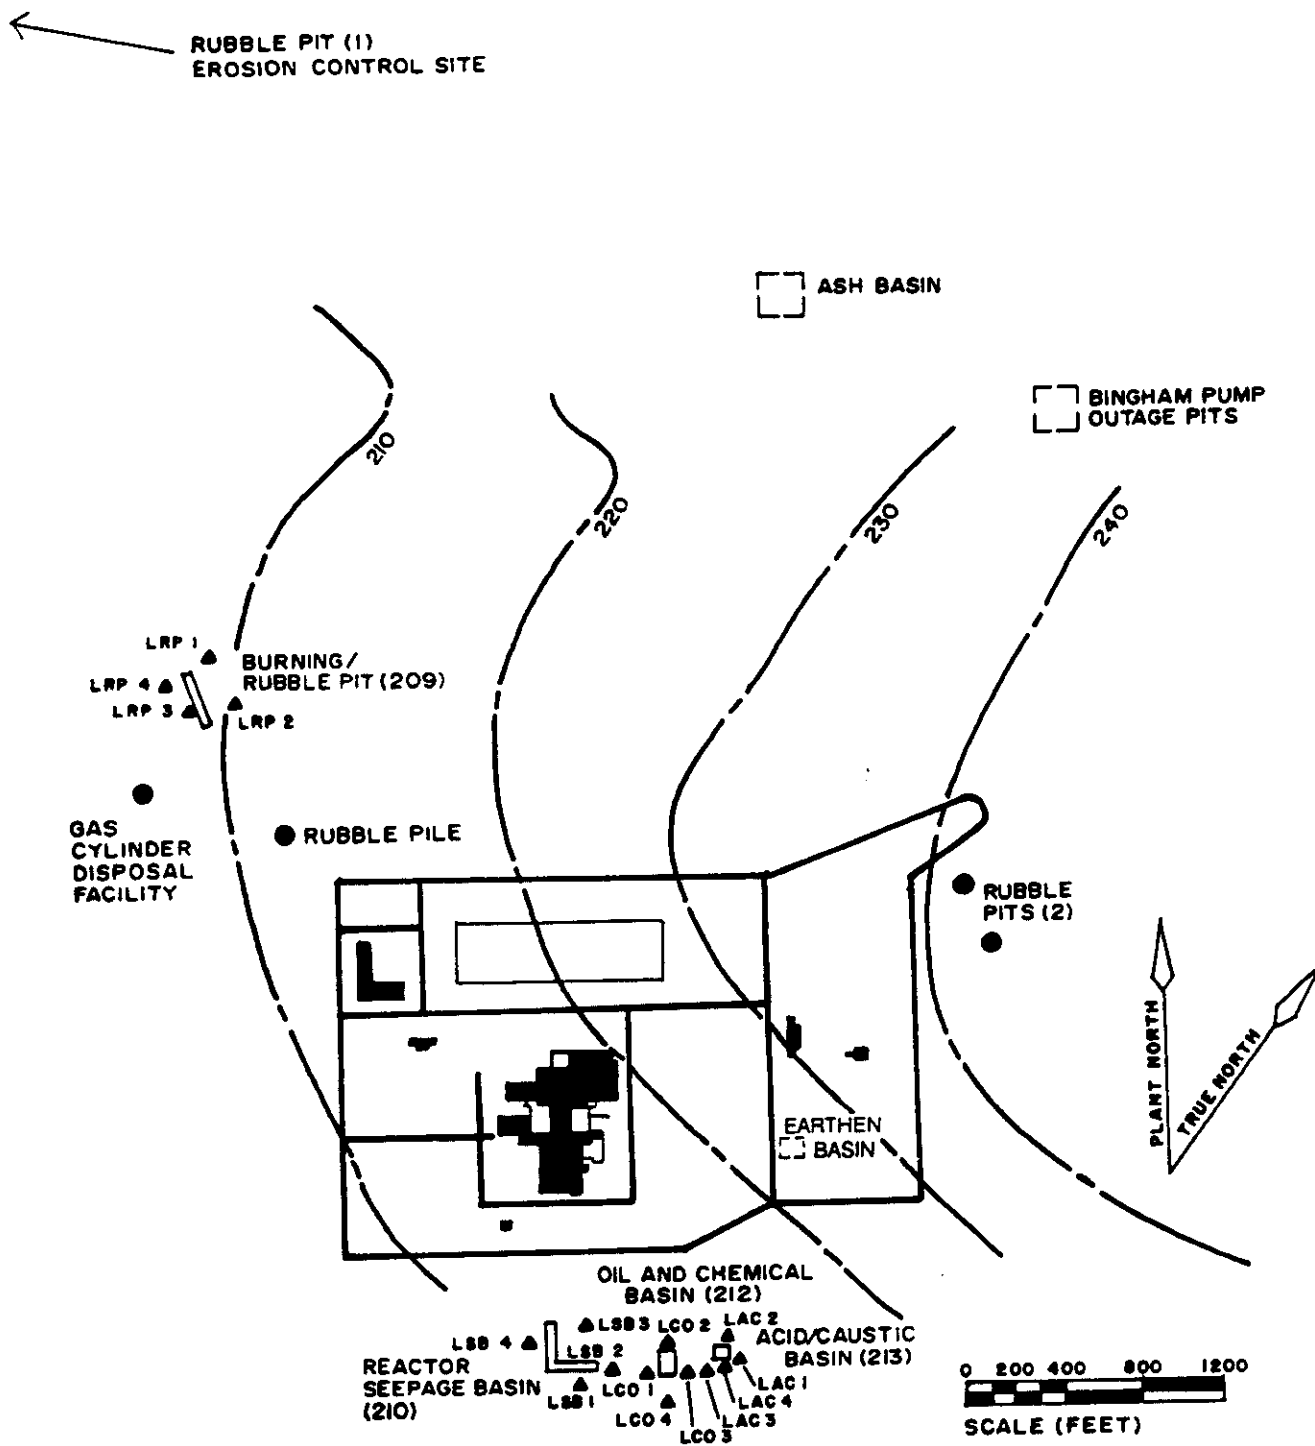 RUBBLE PIT (1)
EROSION CONTROL SITE
ASH BASIN
BINGHAM PUMP
OUTAGE PITS
210
220
230
240
LRP 1
BURNING/
RUBBLE PIT (209)
LRP 4
LRP 3
LRP 2
GAS
CYLINDER
DISPOSAL
FACILITY
RUBBLE PILE
RUBBLE
PITS (2)
PLANT NORTH
TRUE NORTH
EARTHEN
BASIN
OIL AND CHEMICAL
BASIN (212)
LSB 4
LSB 3
LCO 2
LAC 2
ACID/CAUSTIC
BASIN (213)
LSB 2
REACTOR
SEEPAGE BASIN
(210)
LSB 1
LCO 1
LCO 4
LCO 3
LAC 3
LAC 4
LAC 1
0 200 400 800 1200
SCALE (FEET)